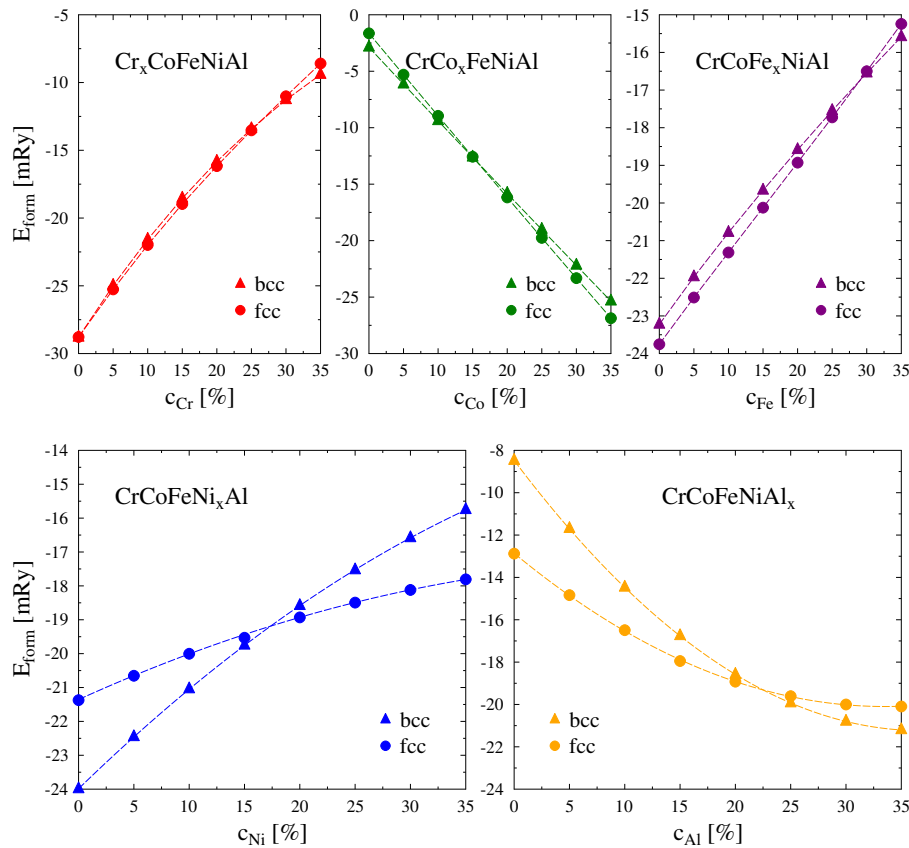 Cr_xCoFeNiAl
E_form [mRy]
-5
-10
-15
-20
-25
-30
bcc
fcc
0 5 10 15 20 25 30 35
c_Cr [%]
CrCo_xFeNiAl
0
-5
-10
-15
-20
-25
-30
bcc
fcc
0 5 10 15 20 25 30 35
c_Co [%]
CrCoFe_xNiAl
-15
-16
-17
-18
-19
-20
-21
-22
-23
-24
bcc
fcc
0 5 10 15 20 25 30 35
c_Fe [%]
CrCoFeNi_xAl
E_form [mRy]
-14
-15
-16
-17
-18
-19
-20
-21
-22
-23
-24
bcc
fcc
0 5 10 15 20 25 30 35
c_Ni [%]
CrCoFeNiAl_x
-8
-10
-12
-14
-16
-18
-20
-22
-24
bcc
fcc
0 5 10 15 20 25 30 35
c_Al [%]